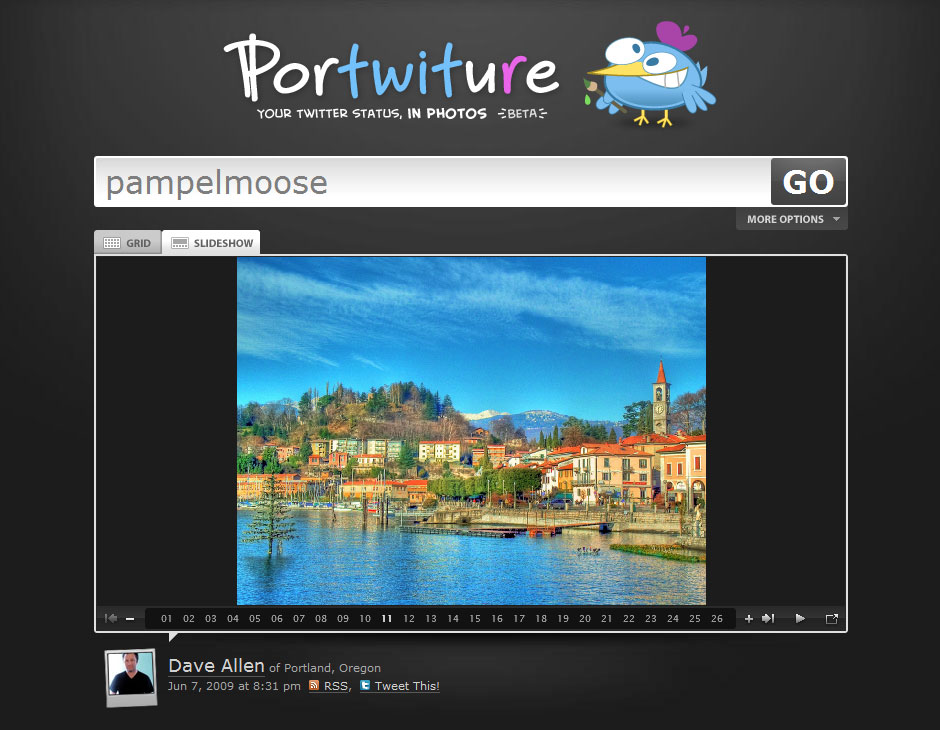 Portwiture
YOUR TWITTER STATUS, IN PHOTOS -BETA-
pampelmoose GO
MORE OPTIONS
GRID SLIDESHOW
01 02 03 04 05 06 07 08 09 10 11 12 13 14 15 16 17 18 19 20 21 22 23 24 25 26
Dave Allen of Portland, Oregon
Jun 7, 2009 at 8:31 pm RSS, Tweet This!